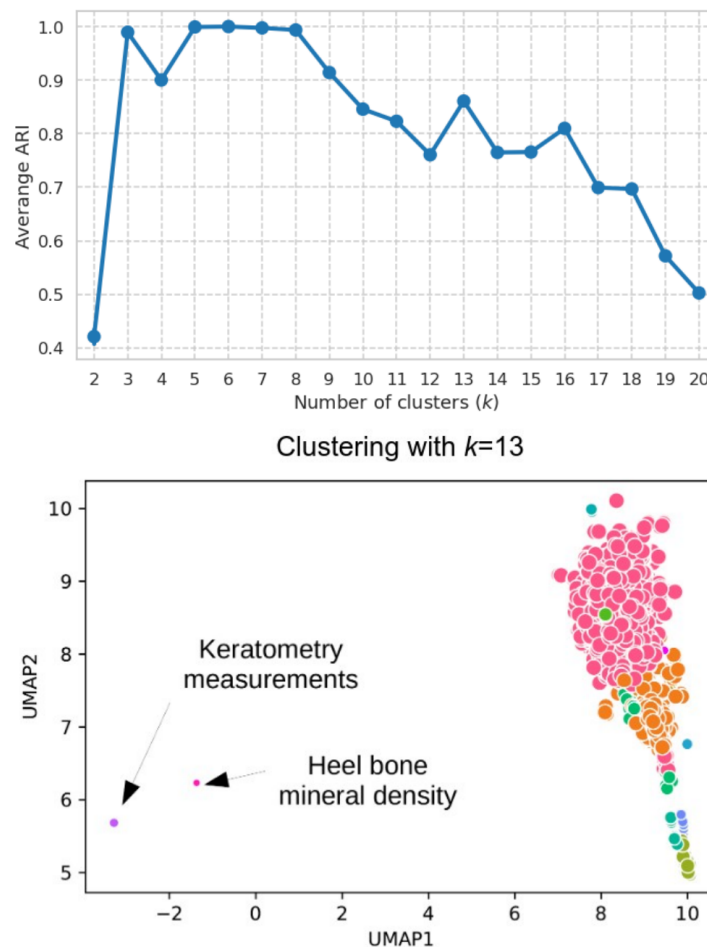 1.0
0.9
0.8
0.7
0.6
0.5
0.4
Averange ARI
2 3 4 5 6 7 8 9 10 11 12 13 14 15 16 17 18 19 20
Number of clusters (k)
Clustering with k=13
10
9
8
7
6
5
UMAP2
Keratometry
measurements
Heel bone
mineral density
−2 0 2 4 6 8 10
UMAP1